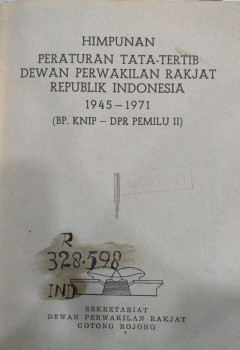 HIMPUNAN
PERATURAN TATA-TERTIB
DEWAN PERWAKILAN RAKJAT
REPUBLIK INDONESIA
1945 – 1971
(BP. KNIP – DPR PEMILU II)
R
328.598
IND
SEKRETARIAT
DEWAN PERWAKILAN RAKJAT
GOTONG ROJONG